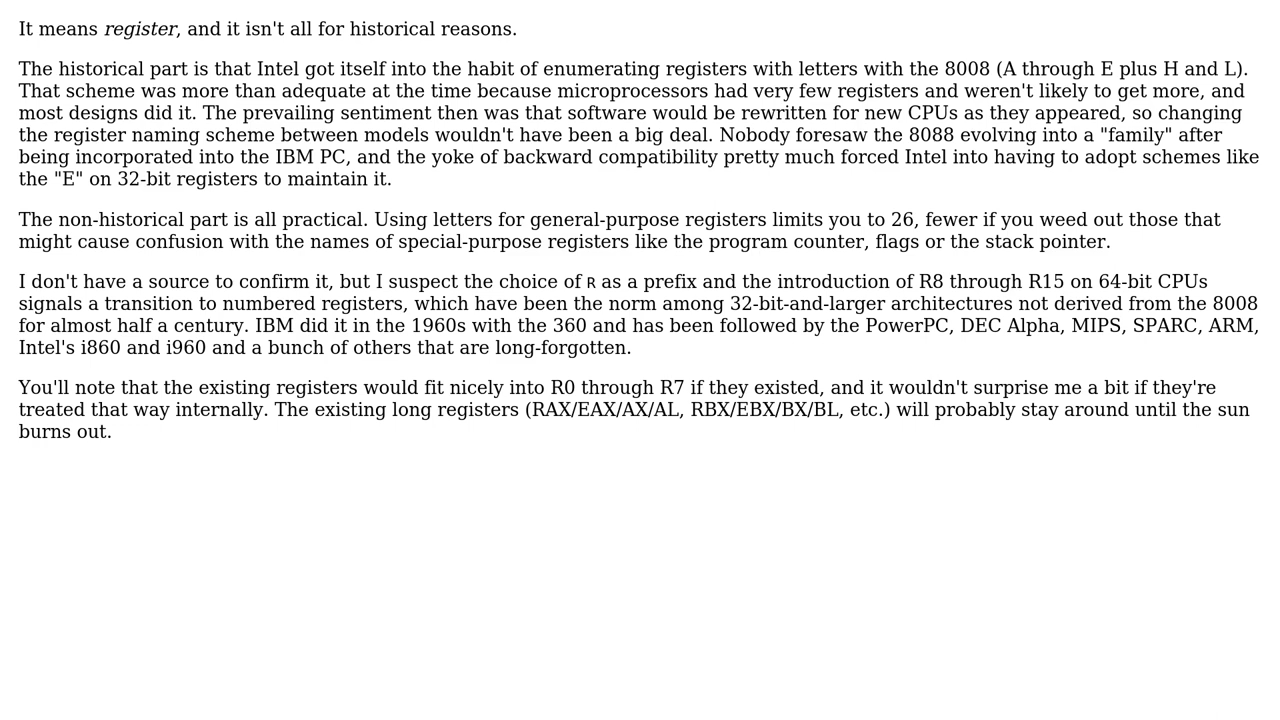 It means register, and it isn't all for historical reasons.
The historical part is that Intel got itself into the habit of enumerating registers with letters with the 8008 (A through E plus H and L).
That scheme was more than adequate at the time because microprocessors had very few registers and weren't likely to get more, and
most designs did it. The prevailing sentiment then was that software would be rewritten for new CPUs as they appeared, so changing
the register naming scheme between models wouldn't have been a big deal. Nobody foresaw the 8088 evolving into a "family" after
being incorporated into the IBM PC, and the yoke of backward compatibility pretty much forced Intel into having to adopt schemes like
the "E" on 32-bit registers to maintain it.
The non-historical part is all practical. Using letters for general-purpose registers limits you to 26, fewer if you weed out those that
might cause confusion with the names of special-purpose registers like the program counter, flags or the stack pointer.
I don't have a source to confirm it, but I suspect the choice of R as a prefix and the introduction of R8 through R15 on 64-bit CPUs
signals a transition to numbered registers, which have been the norm among 32-bit-and-larger architectures not derived from the 8008
for almost half a century. IBM did it in the 1960s with the 360 and has been followed by the PowerPC, DEC Alpha, MIPS, SPARC, ARM,
Intel's i860 and i960 and a bunch of others that are long-forgotten.
You'll note that the existing registers would fit nicely into R0 through R7 if they existed, and it wouldn't surprise me a bit if they're
treated that way internally. The existing long registers (RAX/EAX/AX/AL, RBX/EBX/BX/BL, etc.) will probably stay around until the sun
burns out.